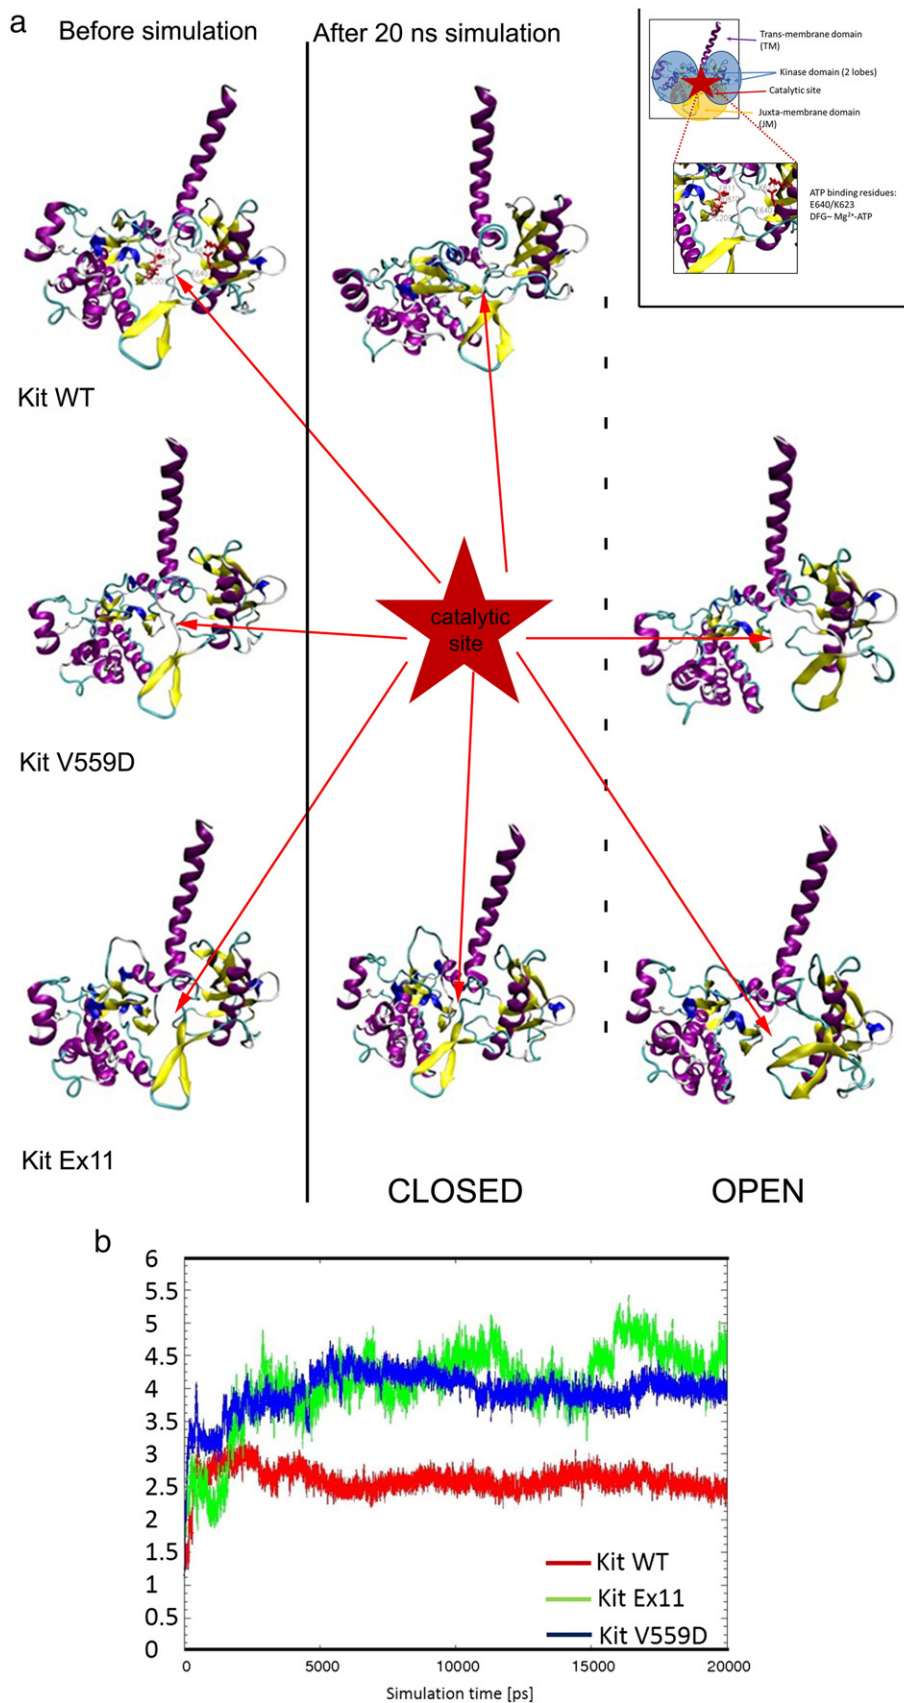 a
Before simulation
After 20 ns simulation
Trans-membrane domain
(TM)
Kinase domain (2 lobes)
Catalytic site
Juxta-membrane domain
(JM)
ATP binding residues:
E640/K623
DFG– Mg²⁺-ATP
E640
Kit WT
catalytic
site
Kit V559D
Kit Ex11
CLOSED
OPEN
b
6
5.5
5
4.5
4
3.5
3
2.5
2
1.5
1
0.5
0
Kit WT
Kit Ex11
Kit V559D
0 5000 10000 15000 20000
Simulation time [ps]